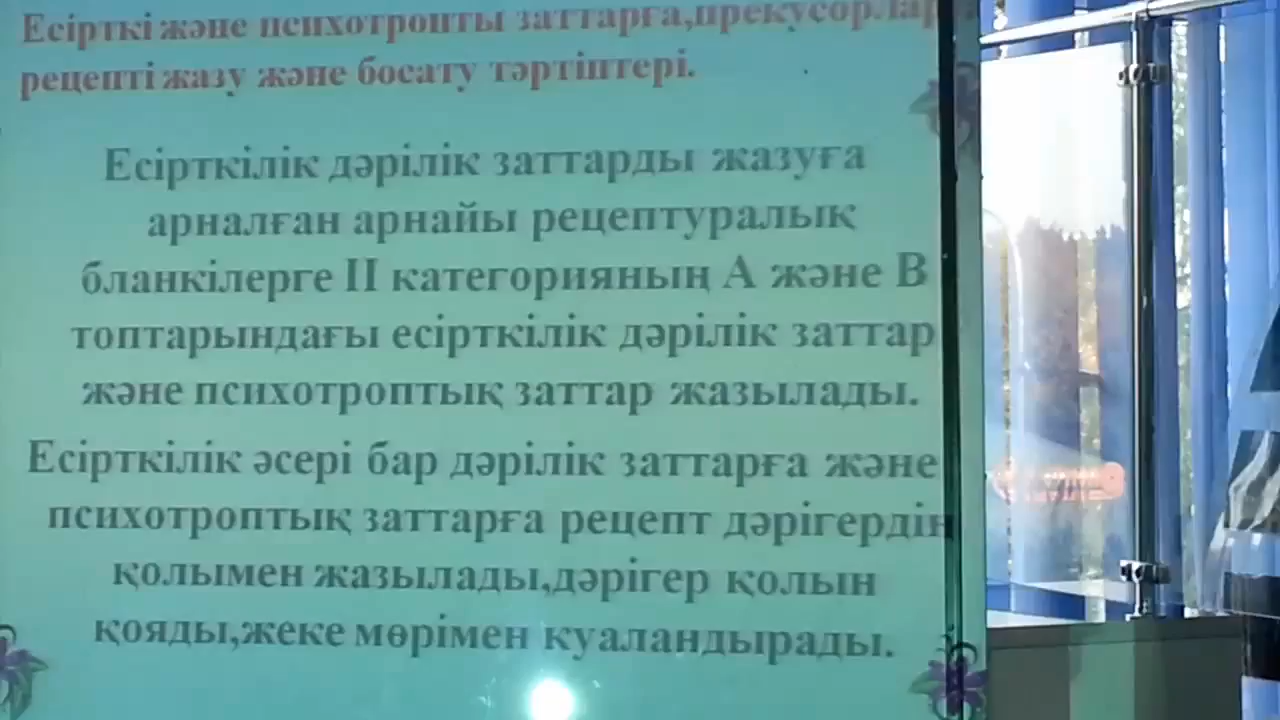 Есірткі және психотропты заттарға,прекусорлар
рецепті жазу және босату тәртіптері.
Есірткілік дәрілік заттарды жазуға
арналған арнайы рецептуралық
бланкілерге II категорияның А және В
топтарындағы есірткілік дәрілік заттар
және психотроптық заттар жазылады.
Есірткілік әсері бар дәрілік заттарға және
психотроптық заттарға рецепт дәрігердің
қолымен жазылады,дәрігер қолын
қояды,жеке мөрімен куаландырады.